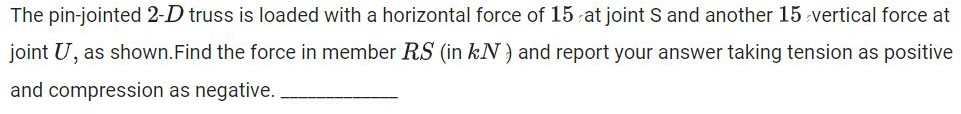 The pin-jointed 2-D truss is loaded with a horizontal force of 15 at joint S and another 15 vertical force at
joint U, as shown.Find the force in member RS (in kN ) and report your answer taking tension as positive
and compression as negative. _____________